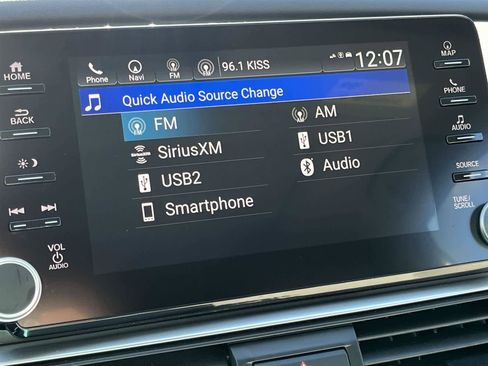 HOME
BACK
VOL
AUDIO
Phone
Navi
FM
96.1 KISS
12:07
Quick Audio Source Change
FM
AM
SiriusXM
USB1
USB2
Audio
Smartphone
MAP
PHONE
AUDIO
SOURCE
TUNE/
SCROLL